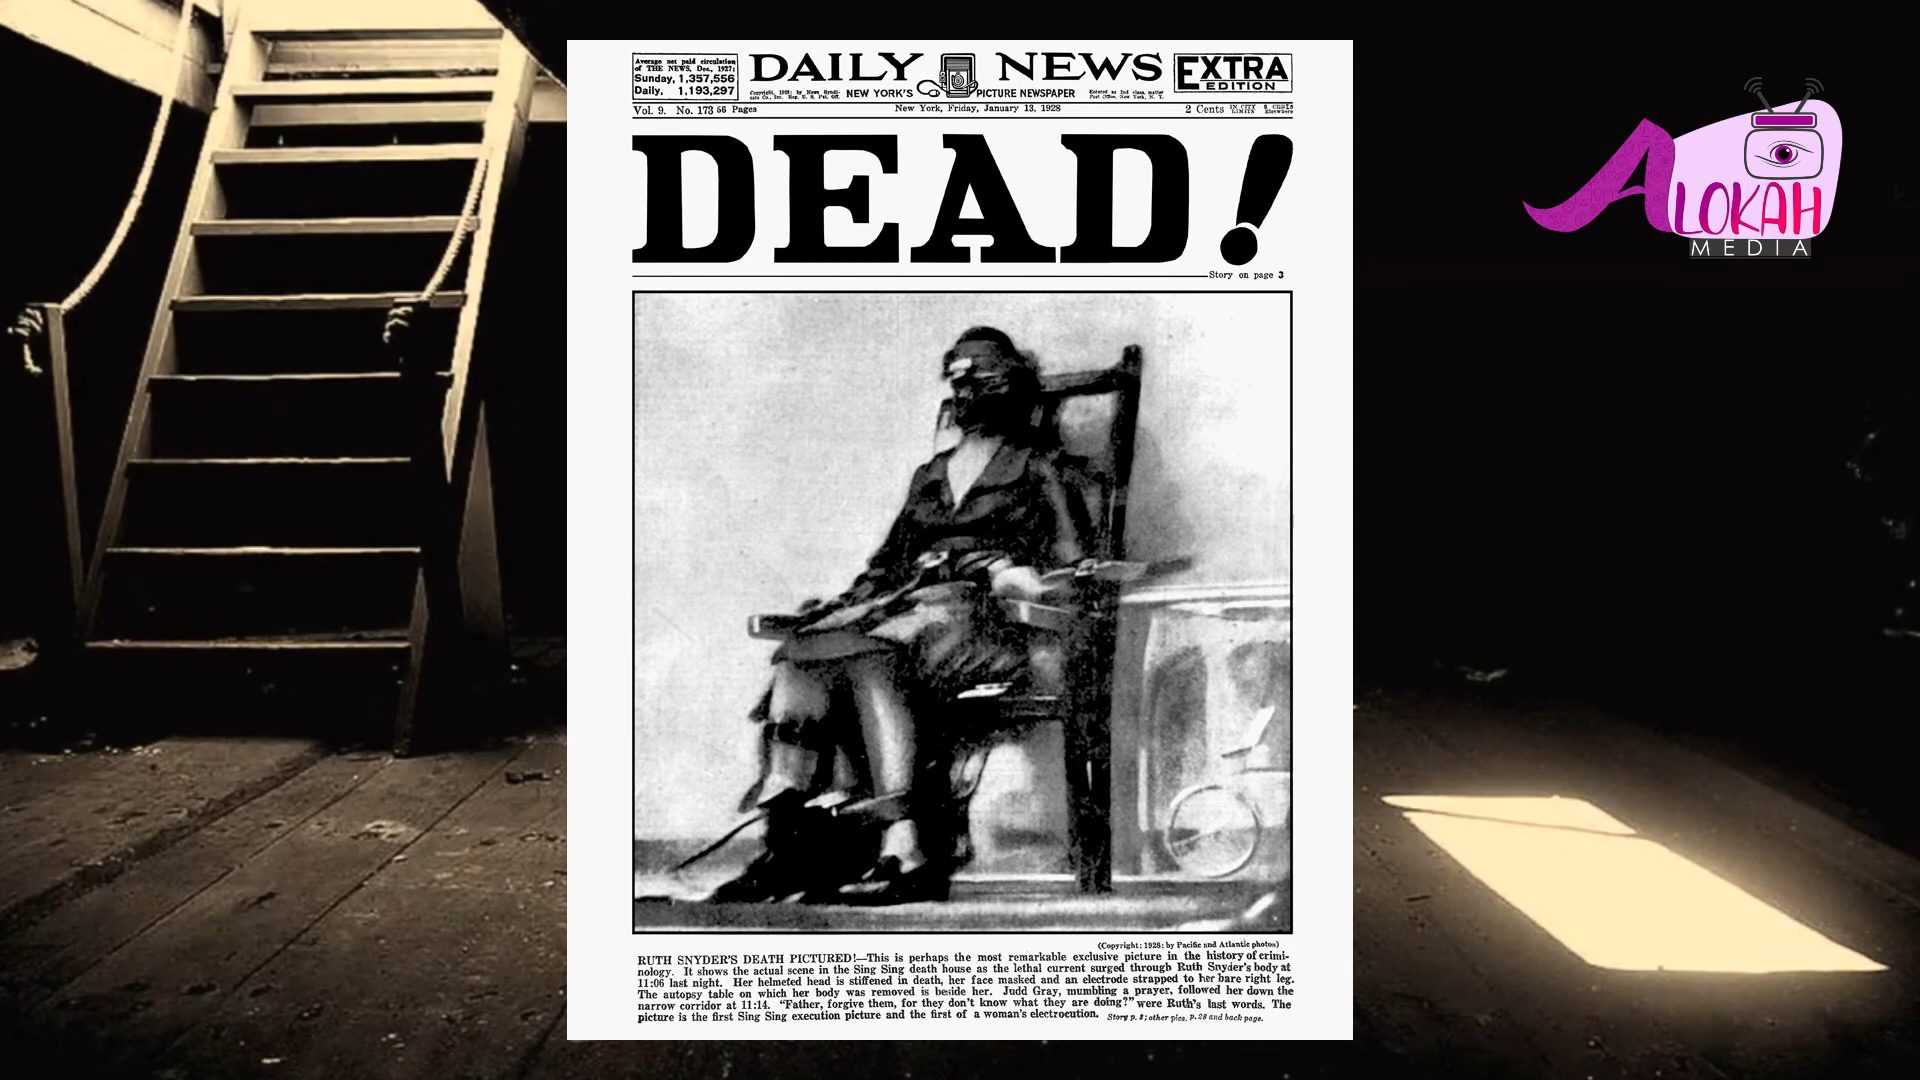 Average net paid circulation
of THE NEWS, Dec., 1927:
Sunday, 1,357,556
Daily, 1,193,297
DAILY NEWS
NEW YORK'S PICTURE NEWSPAPER
EXTRA
EDITION
Vol. 9. No. 173 56 Pages
New York, Friday, January 13, 1928
2 Cents IN CITY LIMITS
DEAD!
Story on page 3
ALOKAH
MEDIA
(Copyright: 1928: by Pacific and Atlantic photos)
RUTH SNYDER'S DEATH PICTURED!—This is perhaps the most remarkable exclusive picture in the history of crimi-
nology. It shows the actual scene in the Sing Sing death house as the lethal current surged through Ruth Snyder's body at
11:06 last night. Her helmeted head is stiffened in death, her face masked and an electrode strapped to her bare right leg.
The autopsy table on which her body was removed is beside her. Judd Gray, mumbling a prayer, followed her down the
narrow corridor at 11:14. "Father, forgive them, for they don't know what they are doing?" were Ruth's last words. The
picture is the first Sing Sing execution picture and the first of a woman's electrocution. Story p. 3; other pics. p. 28 and back page.